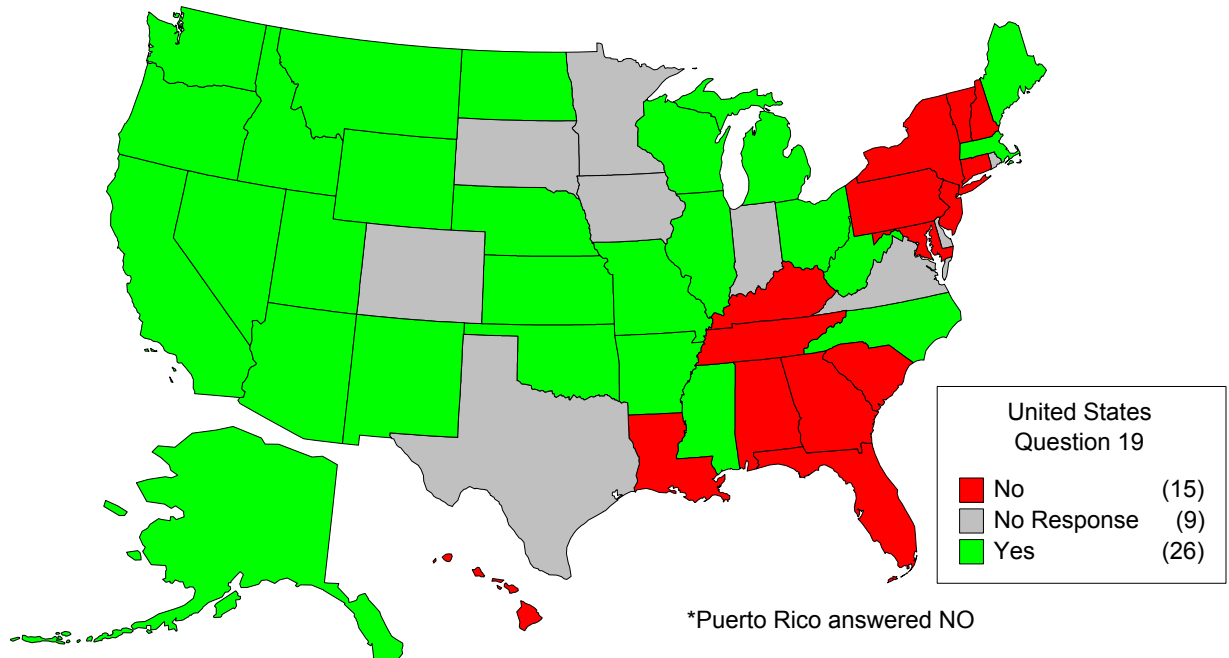 United States
Question 19
No (15)
No Response (9)
Yes (26)
*Puerto Rico answered NO